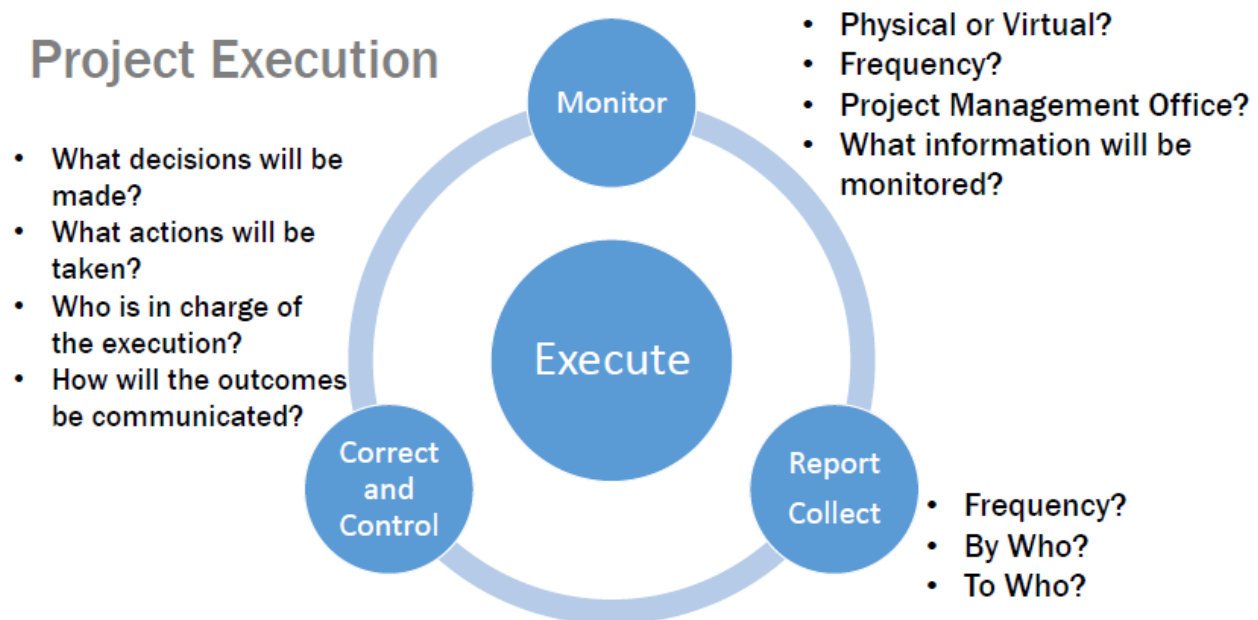 Project Execution
Monitor
• Physical or Virtual?
• Frequency?
• Project Management Office?
• What information will be
monitored?
• What decisions will be
made?
• What actions will be
taken?
• Who is in charge of
the execution?
• How will the outcomes
be communicated?
Execute
Correct
and
Control
Report
Collect
• Frequency?
• By Who?
• To Who?